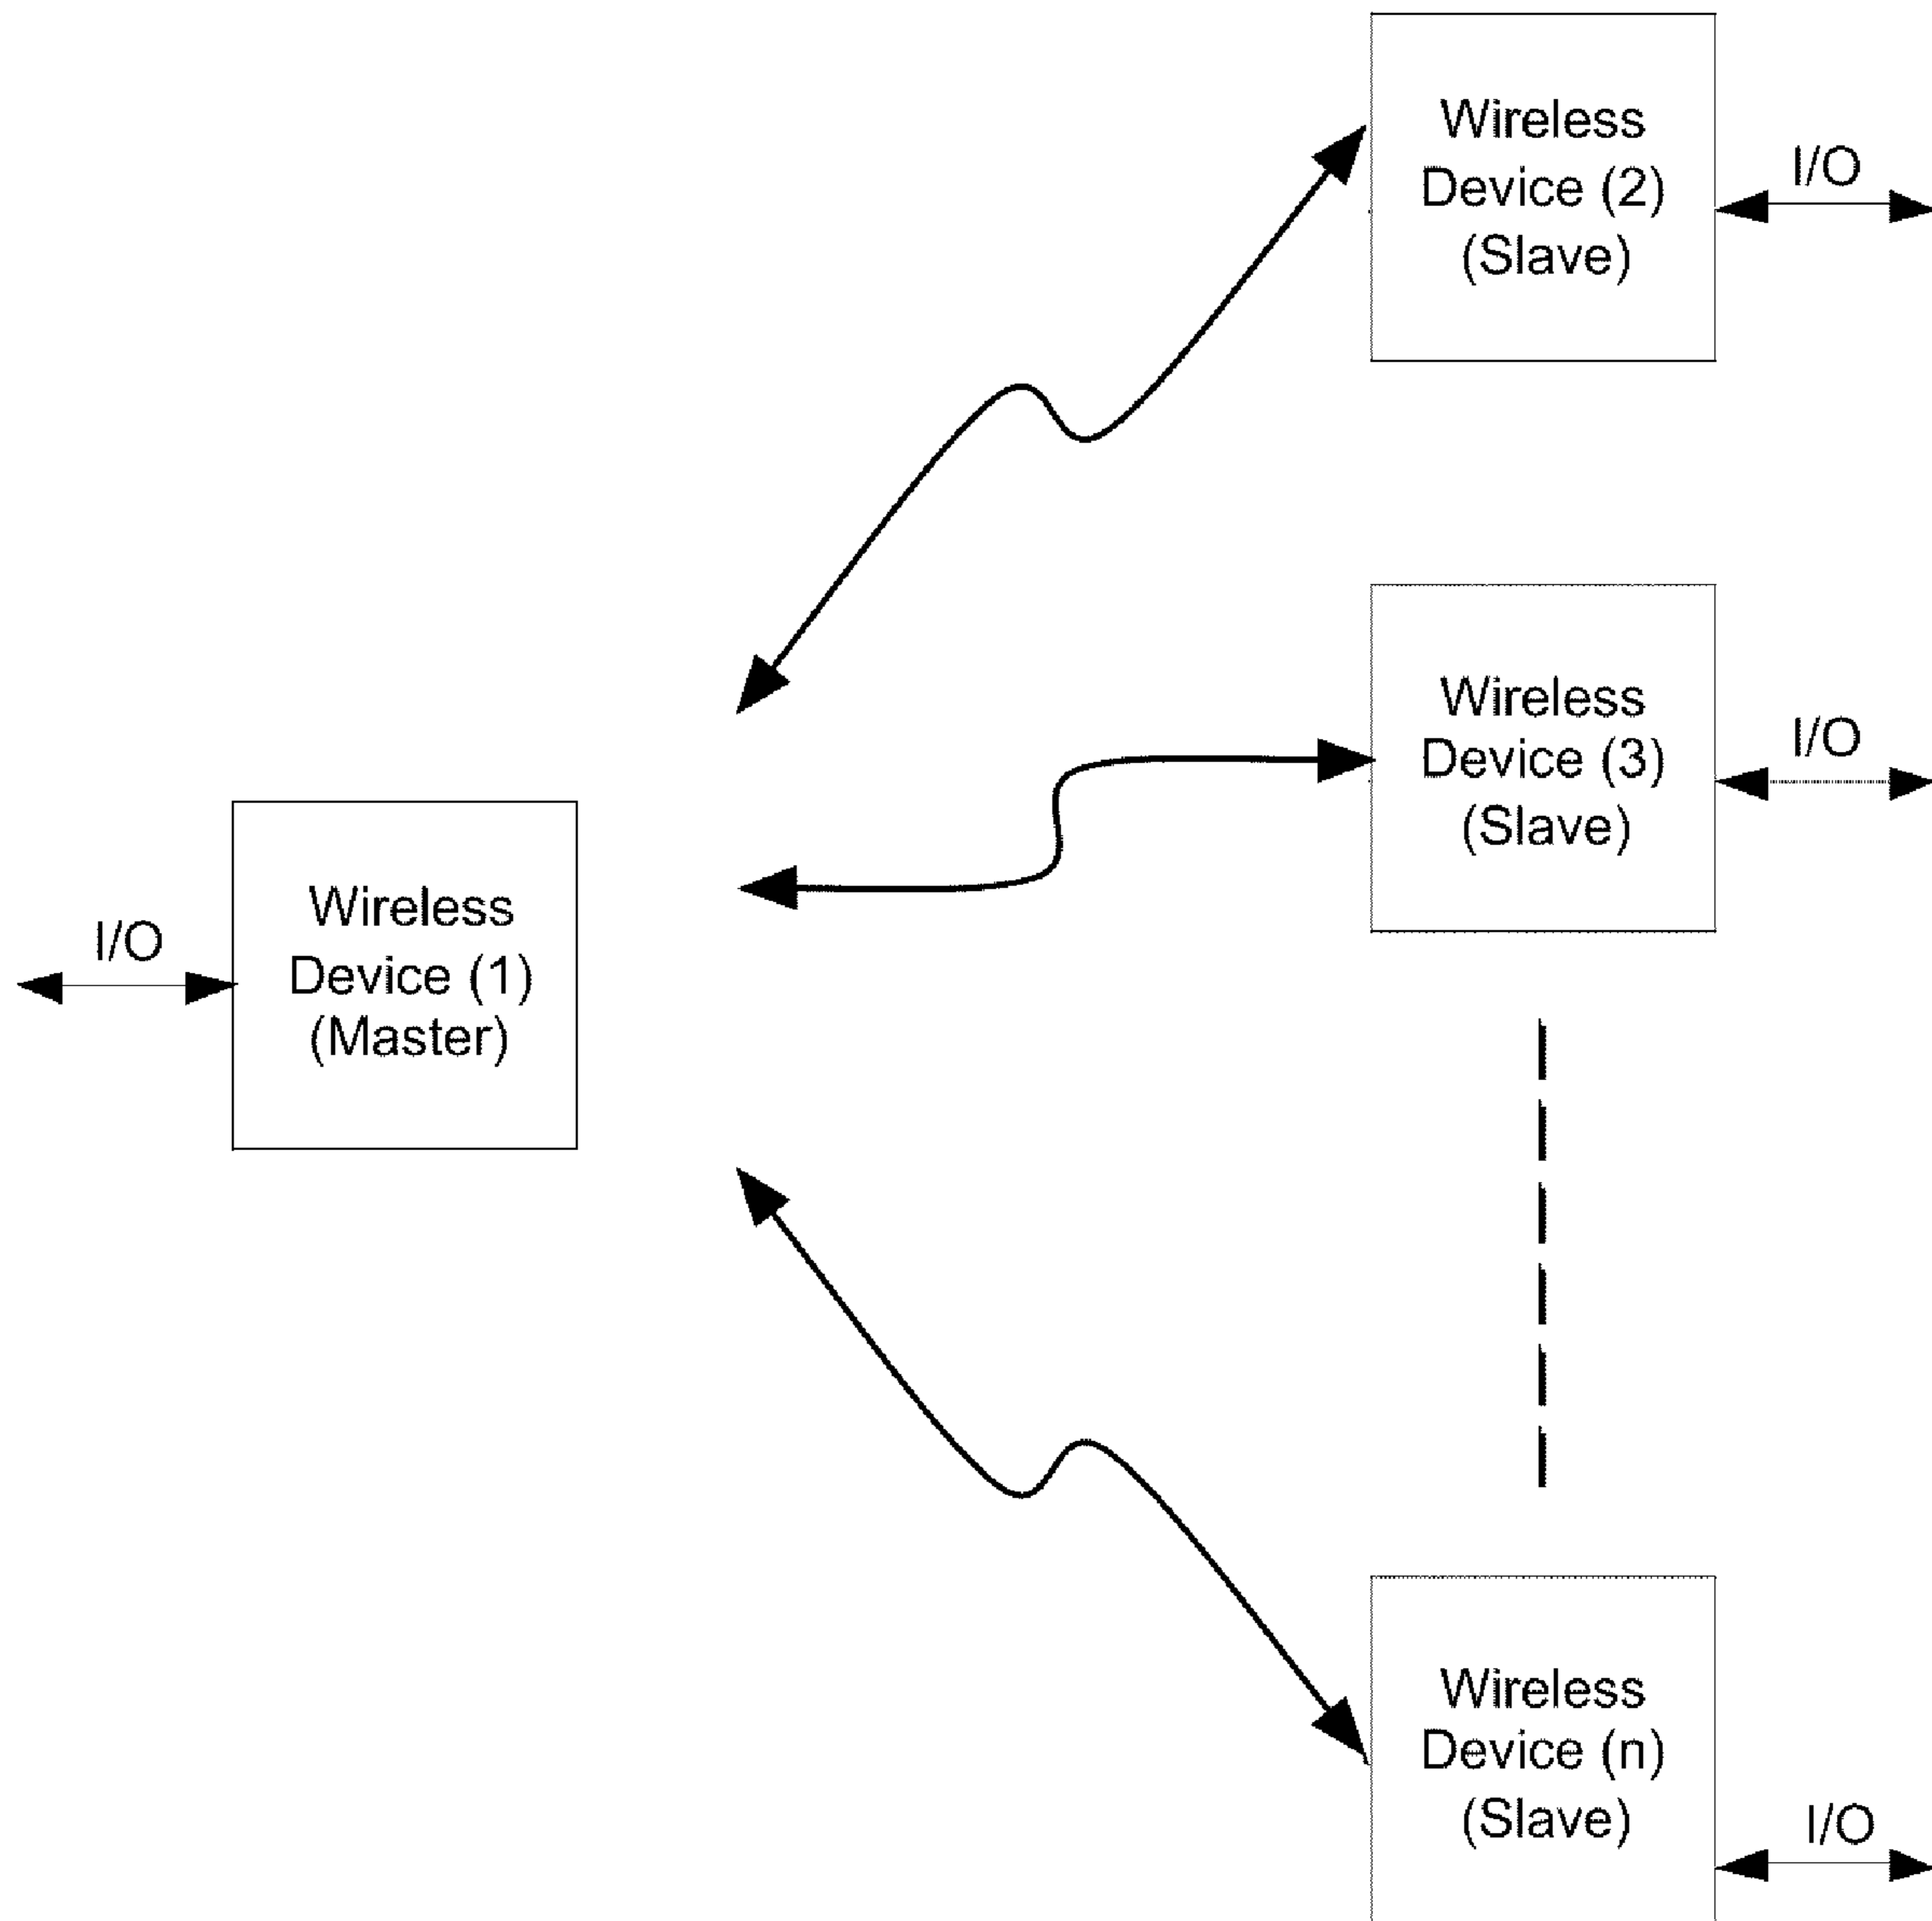 Wireless
Device (2)
(Slave)
I/O
Wireless
Device (3)
(Slave)
I/O
I/O
Wireless
Device (1)
(Master)
Wireless
Device (n)
(Slave)
I/O